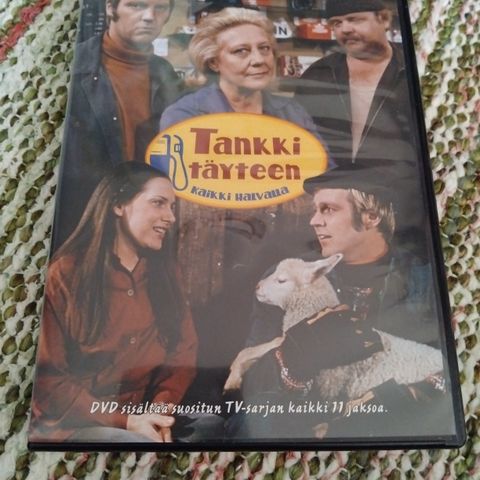 Tankki
täyteen
KAIKKI HALVALLA
DVD sisältää suositun TV-sarjan kaikki 11 jaksoa.